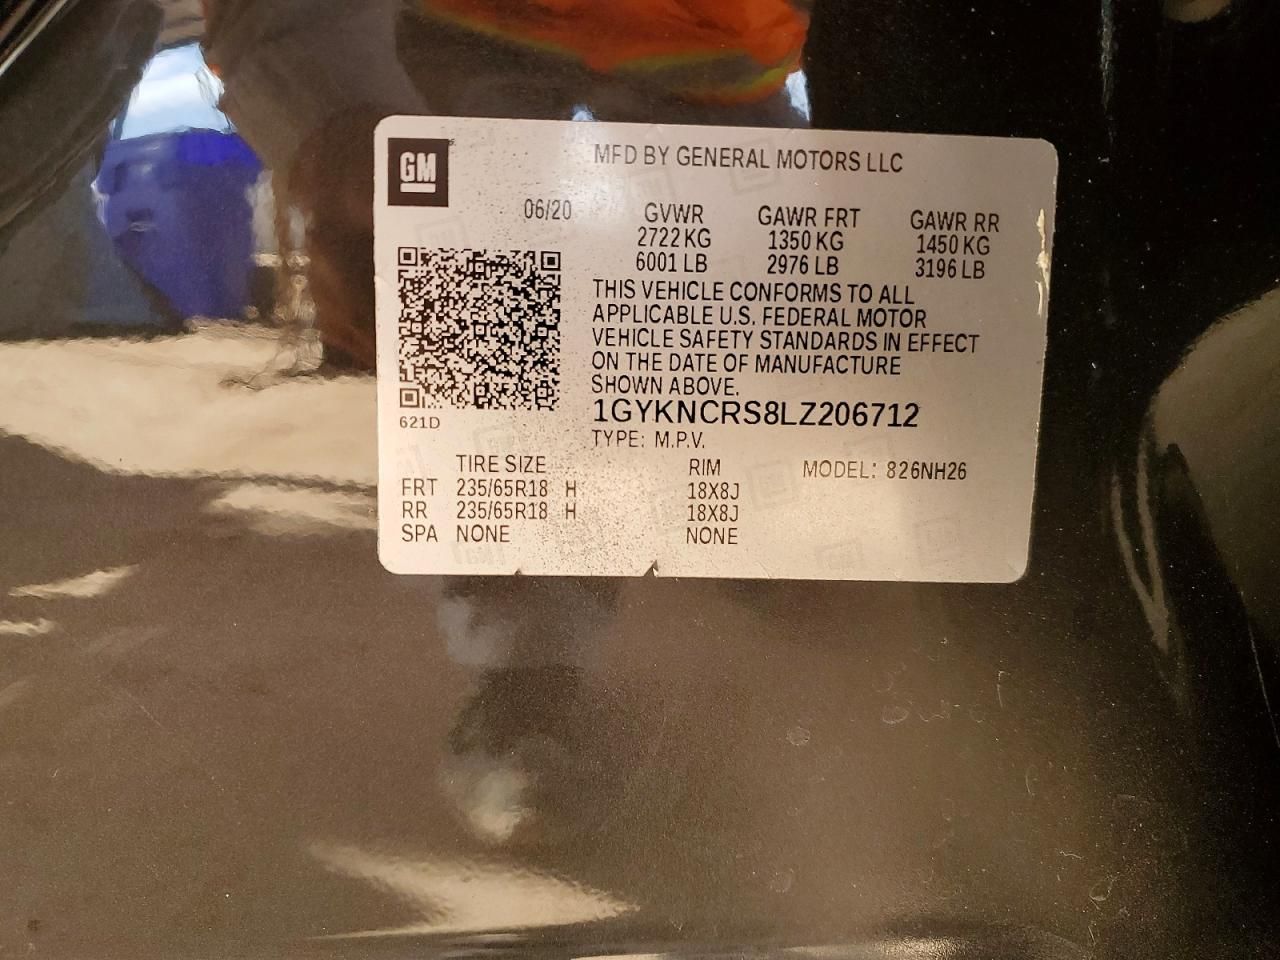 GM
MFD BY GENERAL MOTORS LLC
06/20 GVWR GAWR FRT GAWR RR
2722 KG 1350 KG 1450 KG
6001 LB 2976 LB 3196 LB
THIS VEHICLE CONFORMS TO ALL
APPLICABLE U.S. FEDERAL MOTOR
VEHICLE SAFETY STANDARDS IN EFFECT
ON THE DATE OF MANUFACTURE
SHOWN ABOVE.
1GYKNCRS8LZ206712
621D
TYPE: M.P.V.
TIRE SIZE RIM MODEL: 826NH26
FRT 235/65R18 H 18X8J
RR 235/65R18 H 18X8J
SPA NONE NONE